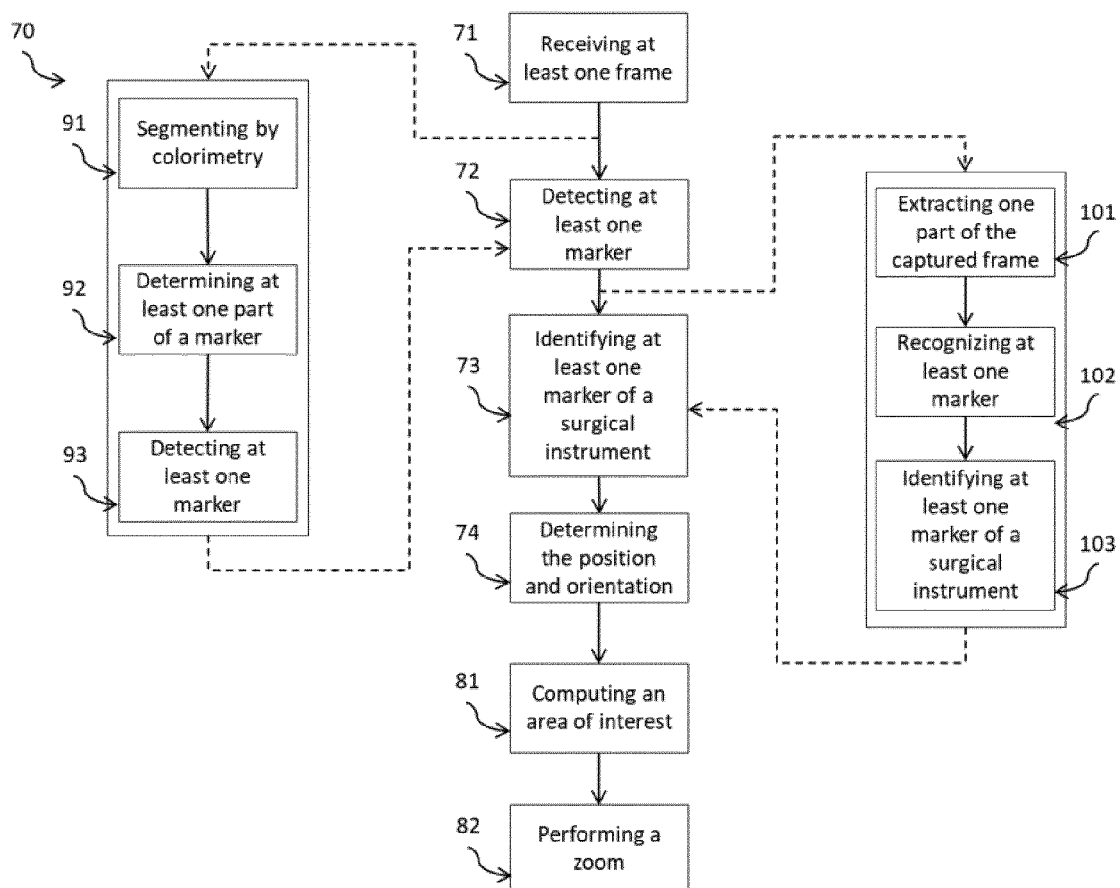 70
91
Segmenting by
colorimetry
92
Determining at
least one part
of a marker
93
Detecting at
least one
marker
71
Receiving at
least one frame
72
Detecting at
least one
marker
73
Identifying at
least one
marker of a
surgical
instrument
74
Determining
the position
and orientation
81
Computing an
area of interest
82
Performing a
zoom
Extracting one
part of the
captured frame
101
Recognizing at
least one
marker
102
Identifying at
least one
marker of a
surgical
instrument
103